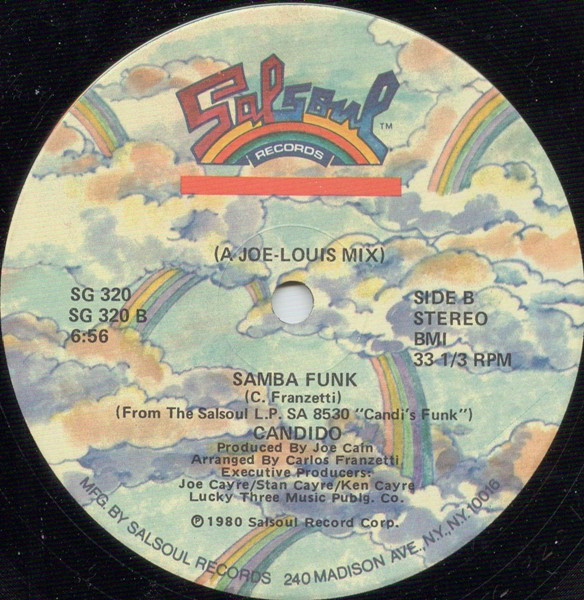 Salsoul
TM
RECORDS
(A JOE-LOUIS MIX)
SG 320
SG 320 B
6:56
SIDE B
STEREO
BMI
33 1/3 RPM
SAMBA FUNK
(C. Franzetti)
(From The Salsoul L.P. SA 8530 "Candi's Funk")
CANDIDO
Produced By Joe Cain
Arranged By Carlos Franzetti
Executive Producers:
Joe Cayre/Stan Cayre/Ken Cayre
Lucky Three Music Publg. Co.
℗ 1980 Salsoul Record Corp.
MFG. BY SALSOUL RECORDS 240 MADISON AVE., N.Y., N.Y. 10016